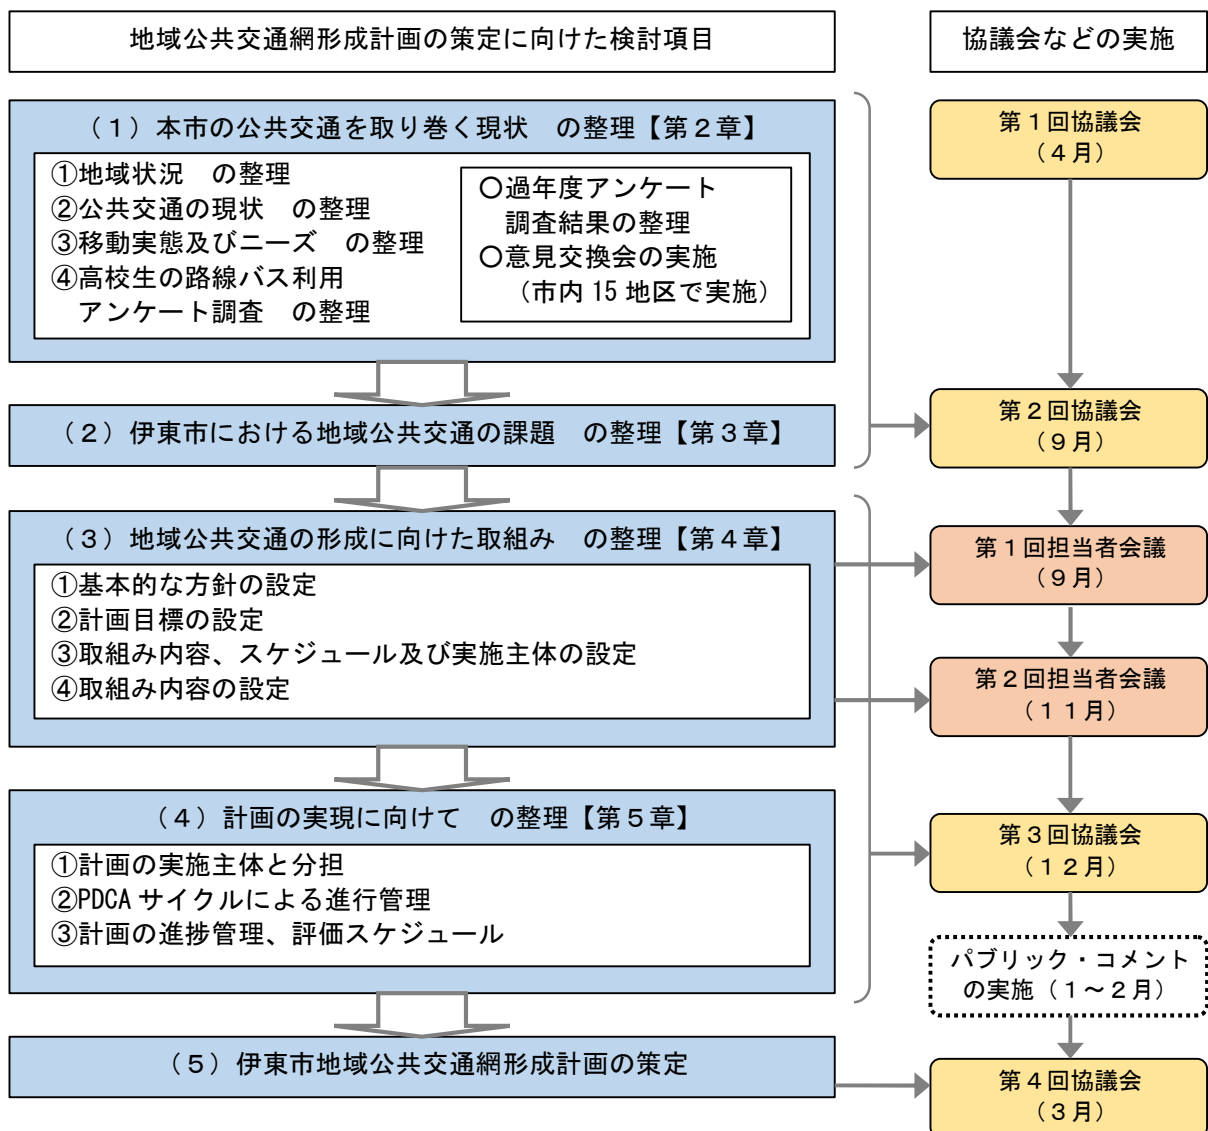 地域公共交通網形成計画の策定に向けた検討項目
（１）本市の公共交通を取り巻く現状　の整理【第２章】
①地域状況　の整理
②公共交通の現状　の整理
③移動実態及びニーズ　の整理
④高校生の路線バス利用
アンケート調査　の整理
〇過年度アンケート
調査結果の整理
〇意見交換会の実施
（市内 15 地区で実施）
（２）伊東市における地域公共交通の課題　の整理【第３章】
（３）地域公共交通の形成に向けた取組み　の整理【第４章】
①基本的な方針の設定
②計画目標の設定
③取組み内容、スケジュール及び実施主体の設定
④取組み内容の設定
（４）計画の実現に向けて　の整理【第５章】
①計画の実施主体と分担
②PDCA サイクルによる進行管理
③計画の進捗管理、評価スケジュール
（５）伊東市地域公共交通網形成計画の策定
協議会などの実施
第１回協議会
（４月）
第２回協議会
（９月）
第１回担当者会議
（９月）
第２回担当者会議
（１１月）
第３回協議会
（１２月）
パブリック・コメント
の実施（１～２月）
第４回協議会
（３月）